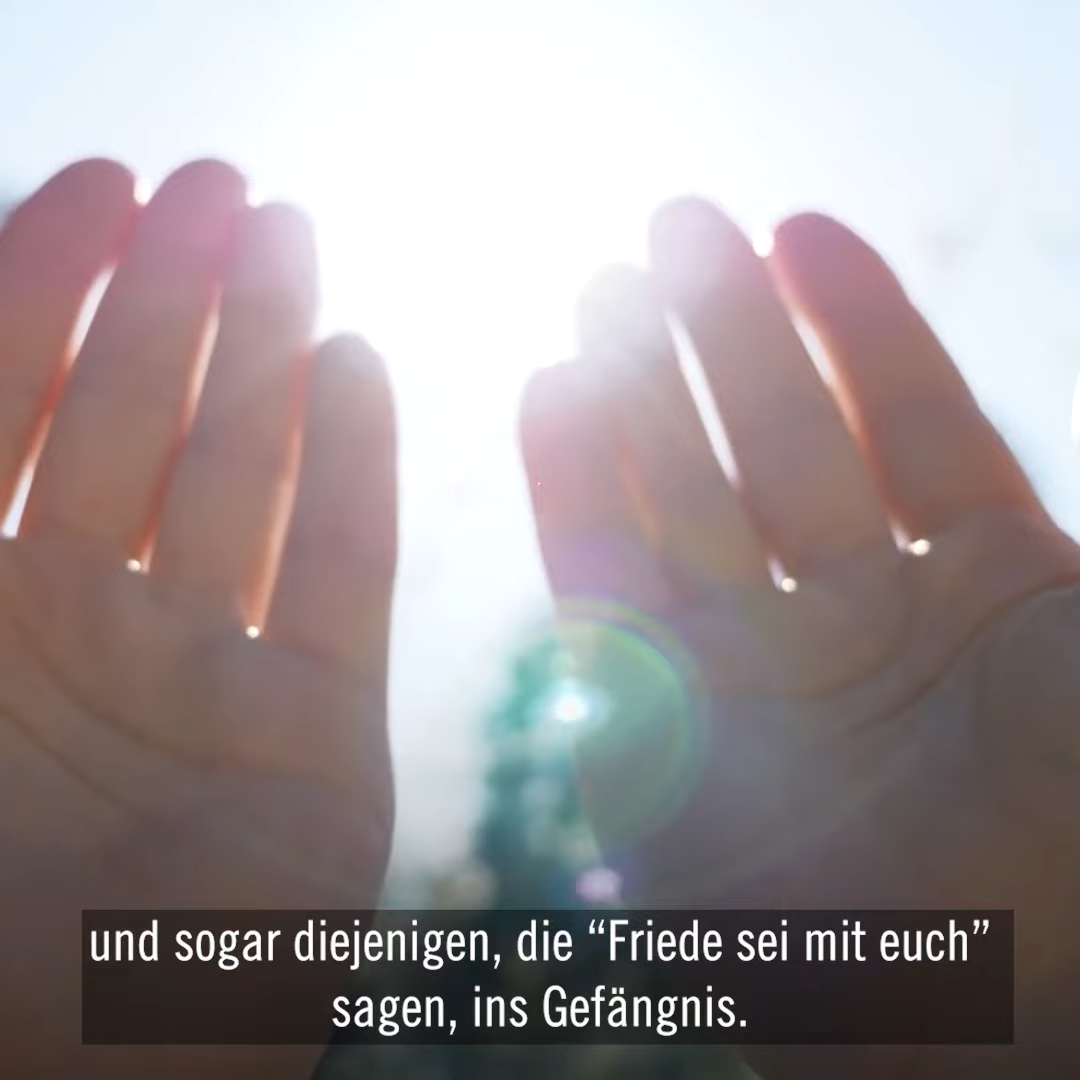 und sogar diejenigen, die “Friede sei mit euch”
sagen, ins Gefängnis.